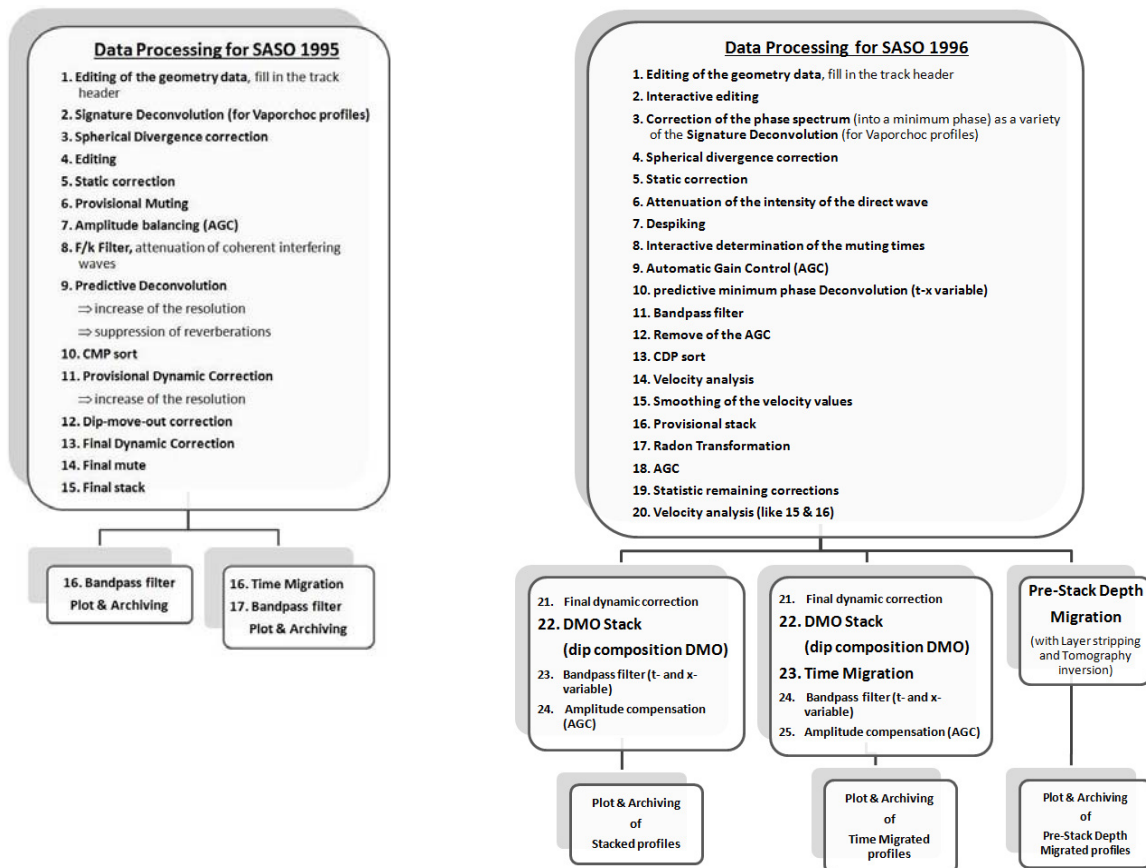 Data Processing for SASO 1995
1. Editing of the geometry data, fill in the track
header
2. Signature Deconvolution (for Vaporchoc profiles)
3. Spherical Divergence correction
4. Editing
5. Static correction
6. Provisional Muting
7. Amplitude balancing (AGC)
8. F/k Filter, attenuation of coherent interfering
waves
9. Predictive Deconvolution
⇒ increase of the resolution
⇒ suppression of reverberations
10. CMP sort
11. Provisional Dynamic Correction
⇒ increase of the resolution
12. Dip-move-out correction
13. Final Dynamic Correction
14. Final mute
15. Final stack
16. Bandpass filter
Plot & Archiving
16. Time Migration
17. Bandpass filter
Plot & Archiving
Data Processing for SASO 1996
1. Editing of the geometry data, fill in the track header
2. Interactive editing
3. Correction of the phase spectrum (into a minimum phase) as a variety
of the Signature Deconvolution (for Vaporchoc profiles)
4. Spherical divergence correction
5. Static correction
6. Attenuation of the intensity of the direct wave
7. Despiking
8. Interactive determination of the muting times
9. Automatic Gain Control (AGC)
10. predictive minimum phase Deconvolution (t-x variable)
11. Bandpass filter
12. Remove of the AGC
13. CDP sort
14. Velocity analysis
15. Smoothing of the velocity values
16. Provisional stack
17. Radon Transformation
18. AGC
19. Statistic remaining corrections
20. Velocity analysis (like 15 & 16)
21. Final dynamic correction
22. DMO Stack
(dip composition DMO)
23. Bandpass filter (t- and x-
variable)
24. Amplitude compensation
(AGC)
Plot & Archiving
of
Stacked profiles
21. Final dynamic correction
22. DMO Stack
(dip composition DMO)
23. Time Migration
24. Bandpass filter (t- and x-
variable)
25. Amplitude compensation (AGC)
Plot & Archiving
of
Time Migrated
profiles
Pre-Stack Depth
Migration
(with Layer stripping
and Tomography
inversion)
Plot & Archiving
of
Pre-Stack Depth
Migrated profiles